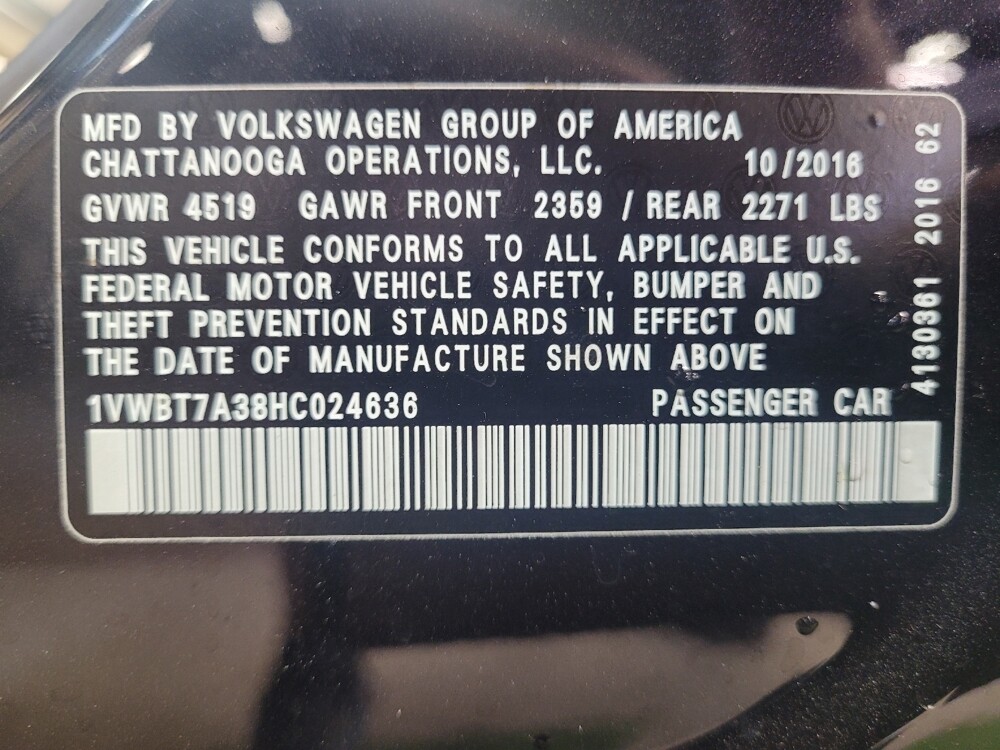 MFD BY VOLKSWAGEN GROUP OF AMERICA
CHATTANOOGA OPERATIONS, LLC. 10/2016
GVWR 4519 GAWR FRONT 2359 / REAR 2271 LBS
THIS VEHICLE CONFORMS TO ALL APPLICABLE U.S.
FEDERAL MOTOR VEHICLE SAFETY, BUMPER AND
THEFT PREVENTION STANDARDS IN EFFECT ON
THE DATE OF MANUFACTURE SHOWN ABOVE
1VWBT7A38HC024636 PASSENGER CAR
4130361 2016 62